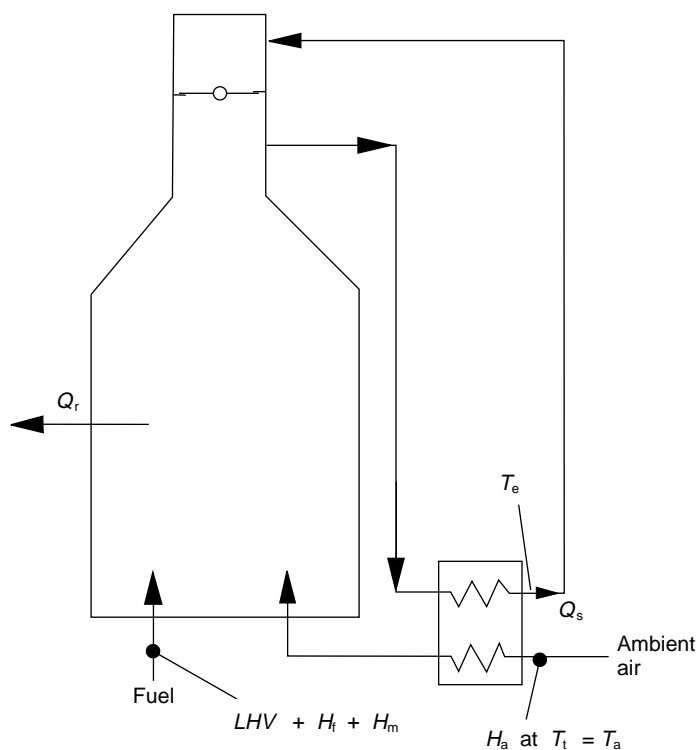 Qr
Te
Qs
Ambient
air
Fuel
LHV + Hf + Hm
Ha at Tt = Ta